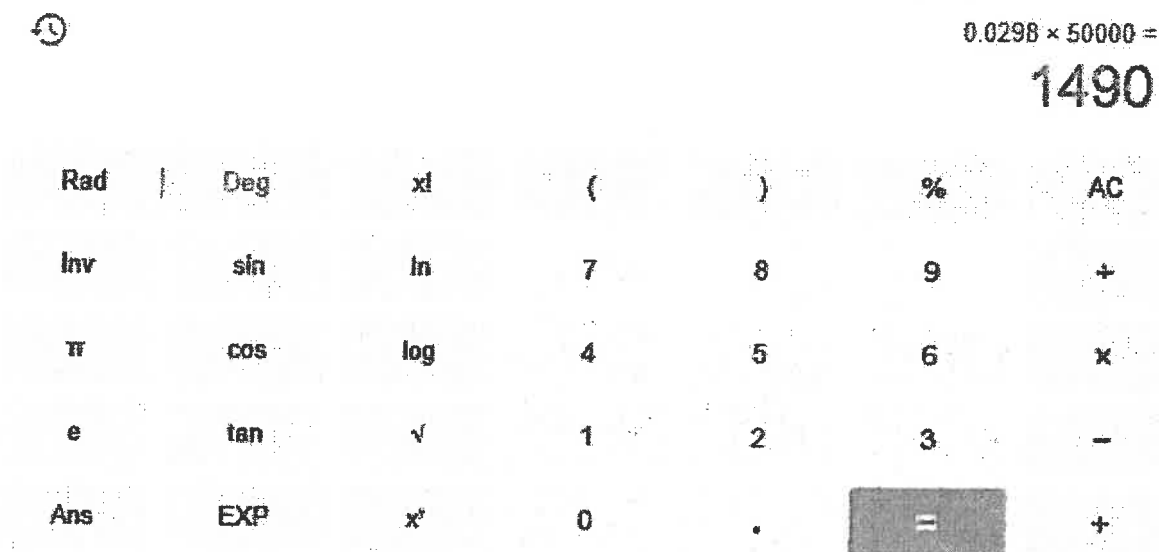 0.0298 × 50000 =
1490
Rad | Deg x! ( ) % AC
Inv sin ln 7 8 9 ÷
π cos log 4 5 6 ×
e tan √ 1 2 3 −
Ans EXP xʸ 0 . = +